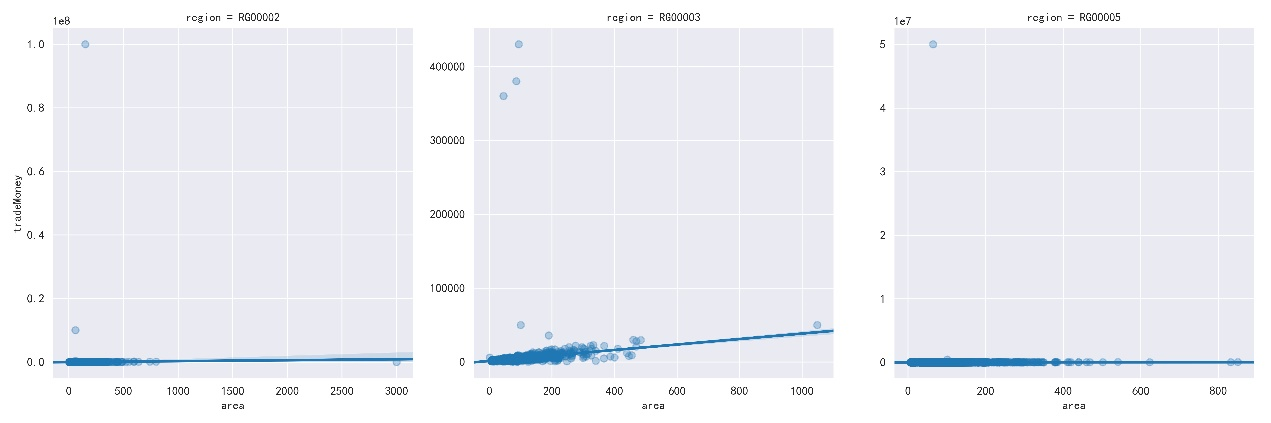 region = RG00002
1e8
1.0
0.8
0.6
0.4
0.2
0.0
tradeMoney
0 500 1000 1500 2000 2500 3000
area
region = RG00003
400000
300000
200000
100000
0
0 200 400 600 800 1000
area
region = RG00005
1e7
5
4
3
2
1
0
0 200 400 600 800
area